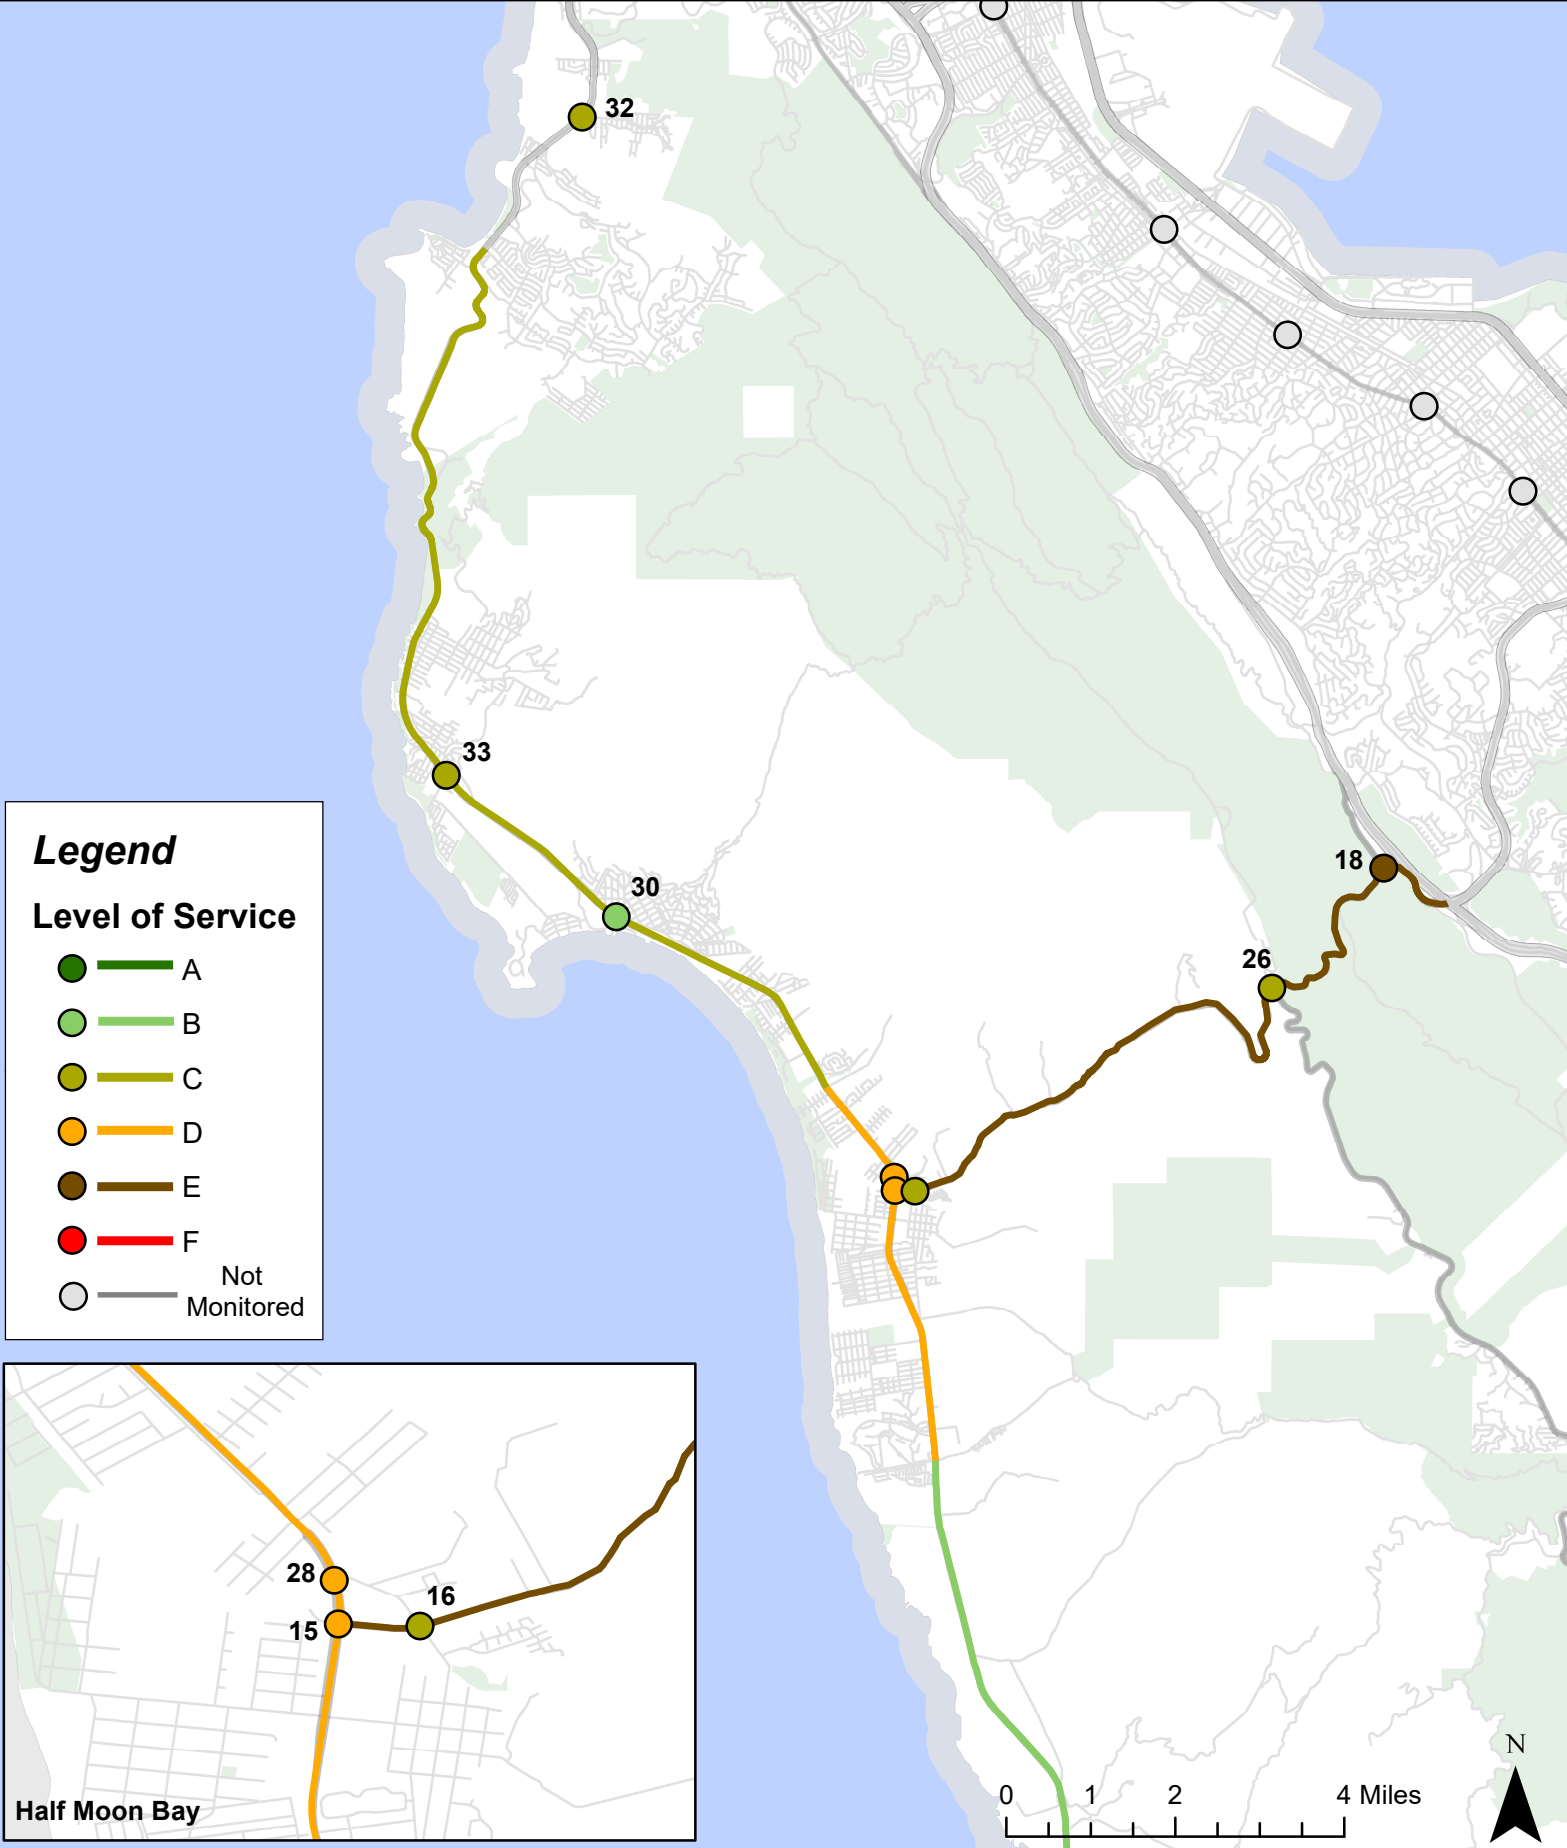 32
33
30
18
26
Legend
Level of Service
A
B
C
D
E
F
Not
Monitored
28
16
15
Half Moon Bay
N
0 1 2 4 Miles